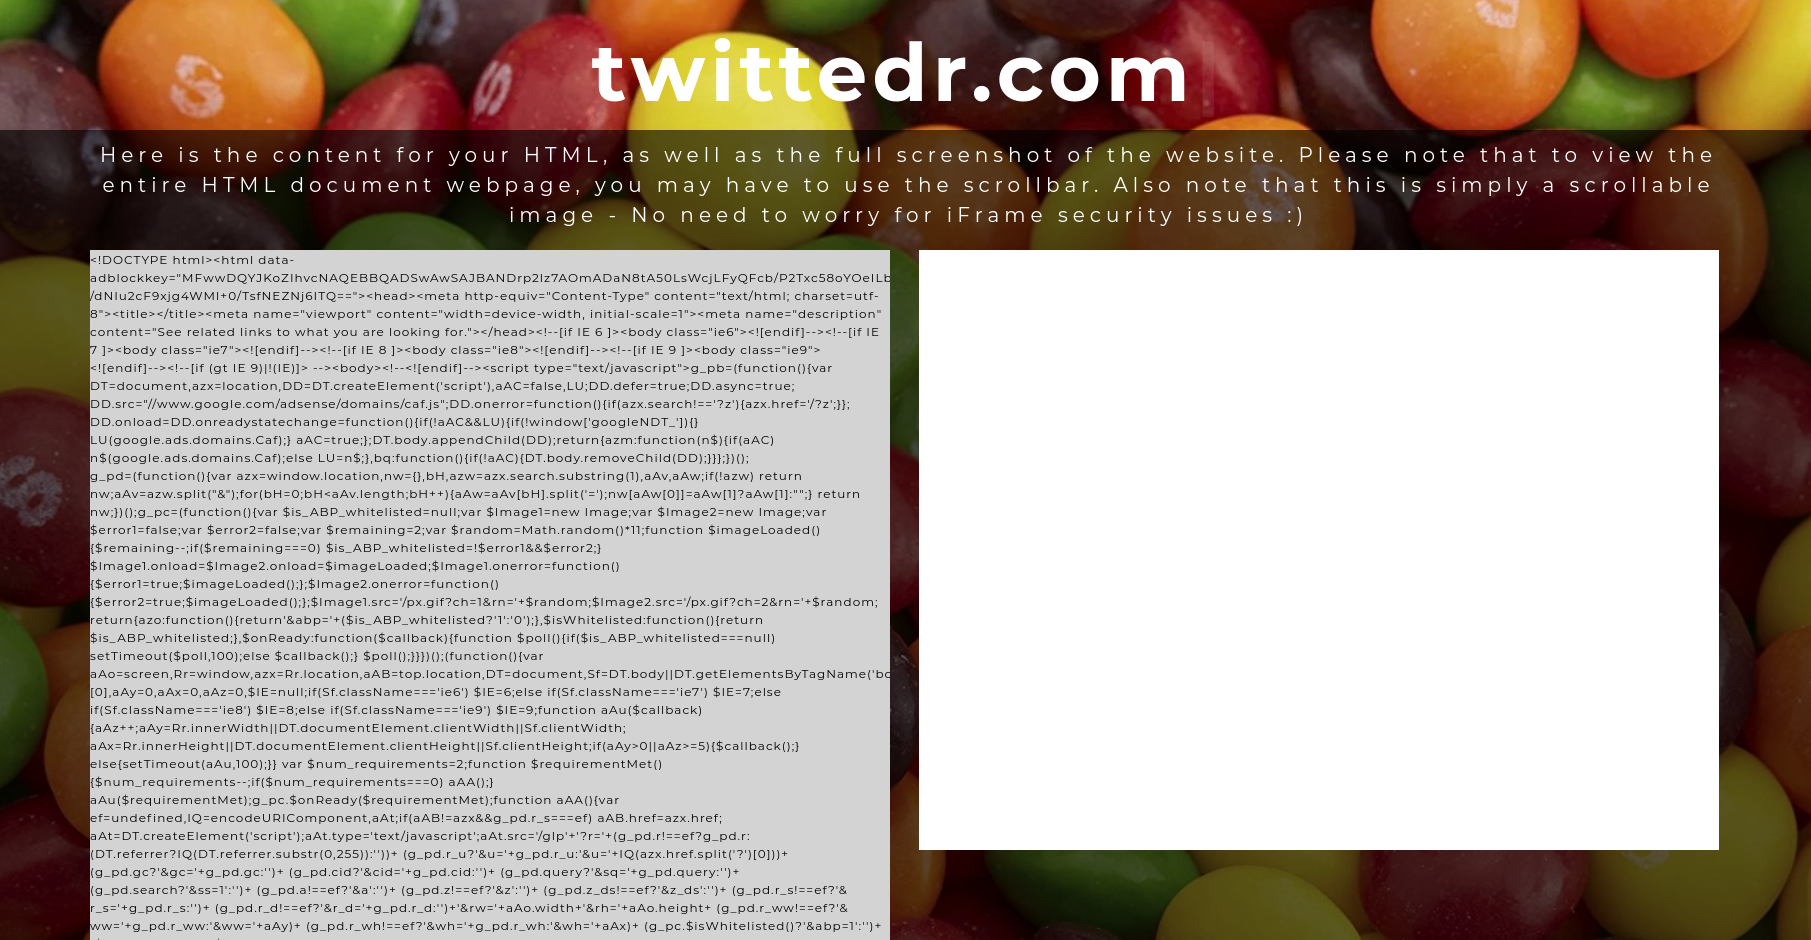 twittedr.com
Here is the content for your HTML, as well as the full screenshot of the website. Please note that to view the
entire HTML document webpage, you may have to use the scrollbar. Also note that this is simply a scrollable
image - No need to worry for iFrame security issues :)
<!DOCTYPE html><html data-
adblockkey="MFwwDQYJKoZIhvcNAQEBBQADSwAwSAJBANDrp2lz7AOmADaN8tA50LsWcjLFyQFcb/P2Txc58oYOeILb
/dNIu2cF9xjg4WMI+0/TsfNEZNj6ITQ=="><head><meta http-equiv="Content-Type" content="text/html; charset=utf-
8"><title></title><meta name="viewport" content="width=device-width, initial-scale=1"><meta name="description"
content="See related links to what you are looking for."></head><!--[if IE 6 ]><body class="ie6"><![endif]--><!--[if IE
7 ]><body class="ie7"><![endif]--><!--[if IE 8 ]><body class="ie8"><![endif]--><!--[if IE 9 ]><body class="ie9">
<![endif]--><!--[if (gt IE 9)|!(IE)]> --><body><!--<![endif]--><script type="text/javascript">g_pb=(function(){var
DT=document,azx=location,DD=DT.createElement('script'),aAC=false,LU;DD.defer=true;DD.async=true;
DD.src="//www.google.com/adsense/domains/caf.js";DD.onerror=function(){if(azx.search!=='?z'){azx.href='/?z';}};
DD.onload=DD.onreadystatechange=function(){if(!aAC&&LU){if(!window['googleNDT_']){}
LU(google.ads.domains.Caf);} aAC=true;};DT.body.appendChild(DD);return{azm:function(n$){if(aAC)
n$(google.ads.domains.Caf);else LU=n$;},bq:function(){if(!aAC){DT.body.removeChild(DD);}}};})();
g_pd=(function(){var azx=window.location,nw={},bH,azw=azx.search.substring(1),aAv,aAw;if(!azw) return
nw;aAv=azw.split("&");for(bH=0;bH<aAv.length;bH++){aAw=aAv[bH].split('=');nw[aAw[0]]=aAw[1]?aAw[1]:"";} return
nw;})();g_pc=(function(){var $is_ABP_whitelisted=null;var $Image1=new Image;var $Image2=new Image;var
$error1=false;var $error2=false;var $remaining=2;var $random=Math.random()*11;function $imageLoaded()
{$remaining--;if($remaining===0) $is_ABP_whitelisted=!$error1&&$error2;}
$Image1.onload=$Image2.onload=$imageLoaded;$Image1.onerror=function()
{$error1=true;$imageLoaded();};$Image2.onerror=function()
{$error2=true;$imageLoaded();};$Image1.src='/px.gif?ch=1&rn='+$random;$Image2.src='/px.gif?ch=2&rn='+$random;
return{azo:function(){return'&abp='+($is_ABP_whitelisted?'1':'0');},$isWhitelisted:function(){return
$is_ABP_whitelisted;},$onReady:function($callback){function $poll(){if($is_ABP_whitelisted===null)
setTimeout($poll,100);else $callback();} $poll();}}})();(function(){var
aAo=screen,Rr=window,azx=Rr.location,aAB=top.location,DT=document,Sf=DT.body||DT.getElementsByTagName('bo
[0],aAy=0,aAx=0,aAz=0,$IE=null;if(Sf.className==='ie6') $IE=6;else if(Sf.className==='ie7') $IE=7;else
if(Sf.className==='ie8') $IE=8;else if(Sf.className==='ie9') $IE=9;function aAu($callback)
{aAz++;aAy=Rr.innerWidth||DT.documentElement.clientWidth||Sf.clientWidth;
aAx=Rr.innerHeight||DT.documentElement.clientHeight||Sf.clientHeight;if(aAy>0||aAz>=5){$callback();}
else{setTimeout(aAu,100);}} var $num_requirements=2;function $requirementMet()
{$num_requirements--;if($num_requirements===0) aAA();}
aAu($requirementMet);g_pc.$onReady($requirementMet);function aAA(){var
ef=undefined,IQ=encodeURIComponent,aAt;if(aAB!=azx&&g_pd.r_s===ef) aAB.href=azx.href;
aAt=DT.createElement('script');aAt.type='text/javascript';aAt.src='/glp'+'?r='+(g_pd.r!==ef?g_pd.r:
(DT.referrer?IQ(DT.referrer.substr(0,255)):''))+ (g_pd.r_u?'&u='+g_pd.r_u:'&u='+IQ(azx.href.split('?')[0]))+
(g_pd.gc?'&gc='+g_pd.gc:'')+ (g_pd.cid?'&cid='+g_pd.cid:'')+ (g_pd.query?'&sq='+g_pd.query:'')+
(g_pd.search?'&ss=1':'')+ (g_pd.a!==ef?'&a':'')+ (g_pd.z!==ef?'&z':'')+ (g_pd.z_ds!==ef?'&z_ds':'')+ (g_pd.r_s!==ef?'&
r_s='+g_pd.r_s:'')+ (g_pd.r_d!==ef?'&r_d='+g_pd.r_d:'')+'&rw='+aAo.width+'&rh='+aAo.height+ (g_pd.r_ww!==ef?'&
ww='+g_pd.r_ww:'&ww='+aAy)+ (g_pd.r_wh!==ef?'&wh='+g_pd.r_wh:'&wh='+aAx)+ (g_pc.$isWhitelisted()?'&abp=1':'')+